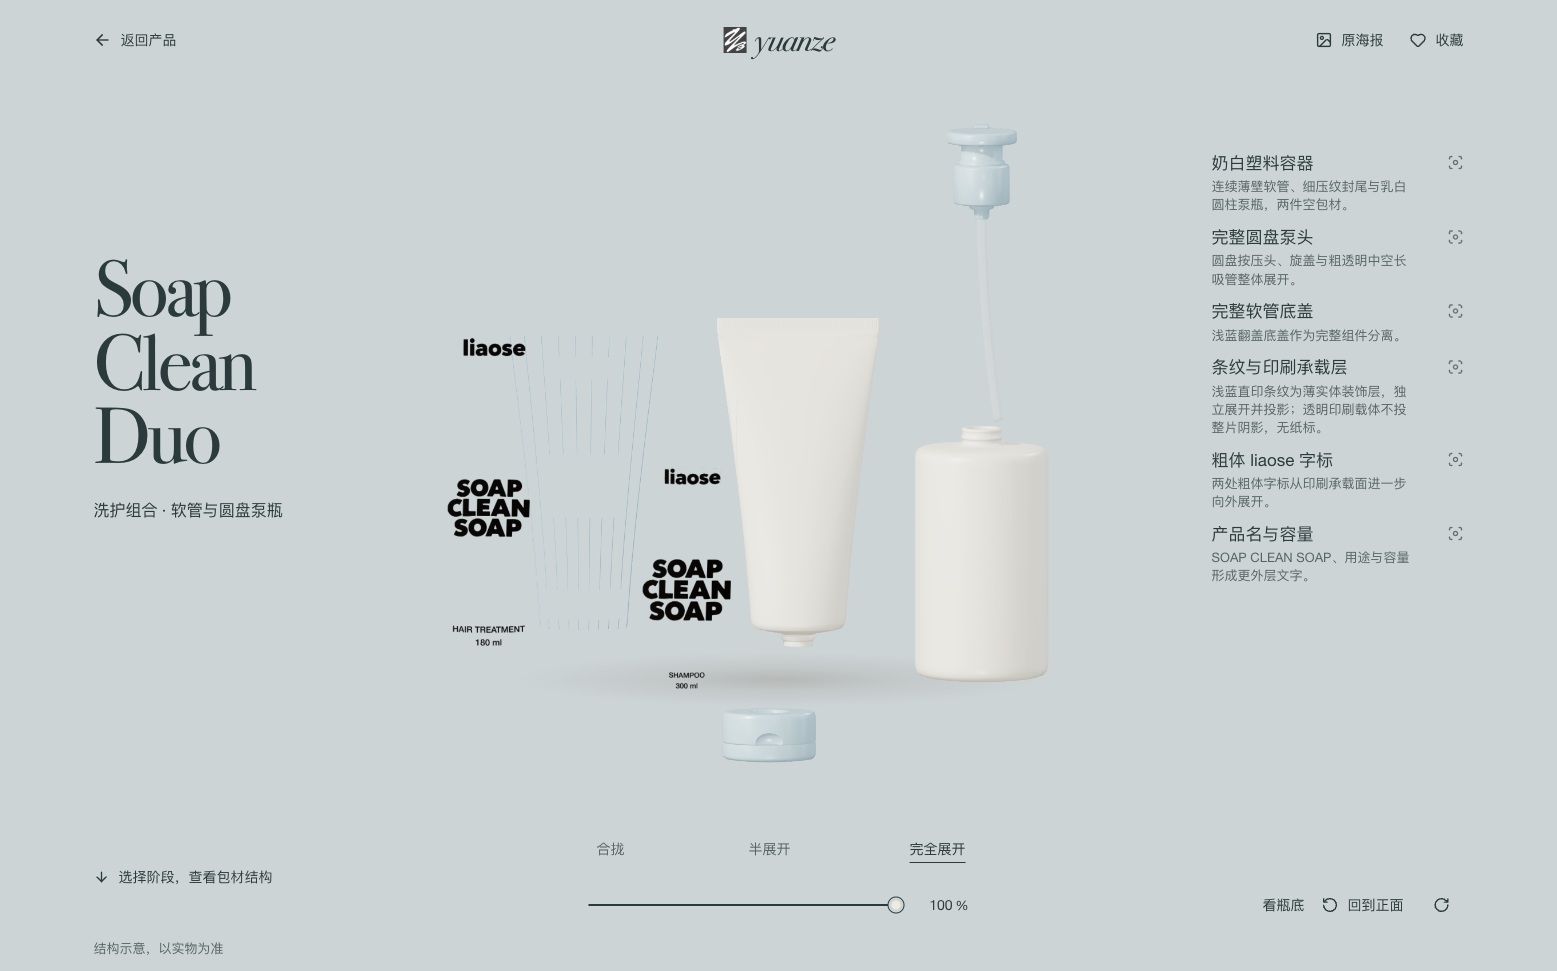 返回产品
yuanze
原海报
收藏
Soap
Clean
Duo
洗护组合 · 软管与圆盘泵瓶
liaose
SOAP
CLEAN
SOAP
HAIR TREATMENT
180 ml
liaose
SOAP
CLEAN
SOAP
SHAMPOO
300 ml
奶白塑料容器
连续薄壁软管、细压纹封尾与乳白
圆柱泵瓶，两件空包材。
完整圆盘泵头
圆盘按压头、旋盖与粗透明中空长
吸管整体展开。
完整软管底盖
浅蓝翻盖底盖作为完整组件分离。
条纹与印刷承载层
浅蓝直印条纹为薄实体装饰层，独
立展开并投影；透明印刷载体不投
整片阴影，无纸标。
粗体 liaose 字标
两处粗体字标从印刷承载面进一步
向外展开。
产品名与容量
SOAP CLEAN SOAP、用途与容量
形成更外层文字。
合拢
半展开
完全展开
选择阶段，查看包材结构
100 %
看瓶底
回到正面
结构示意，以实物为准